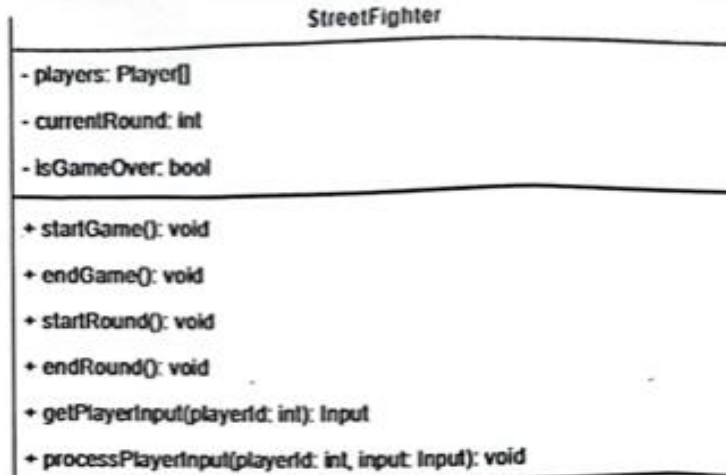 StreetFighter
- players: Player[]
- currentRound: int
- isGameOver: bool
+ startGame(): void
+ endGame(): void
+ startRound(): void
+ endRound(): void
+ getPlayerInput(playerId: int): Input
+ processPlayerInput(playerId: int, input: Input): void